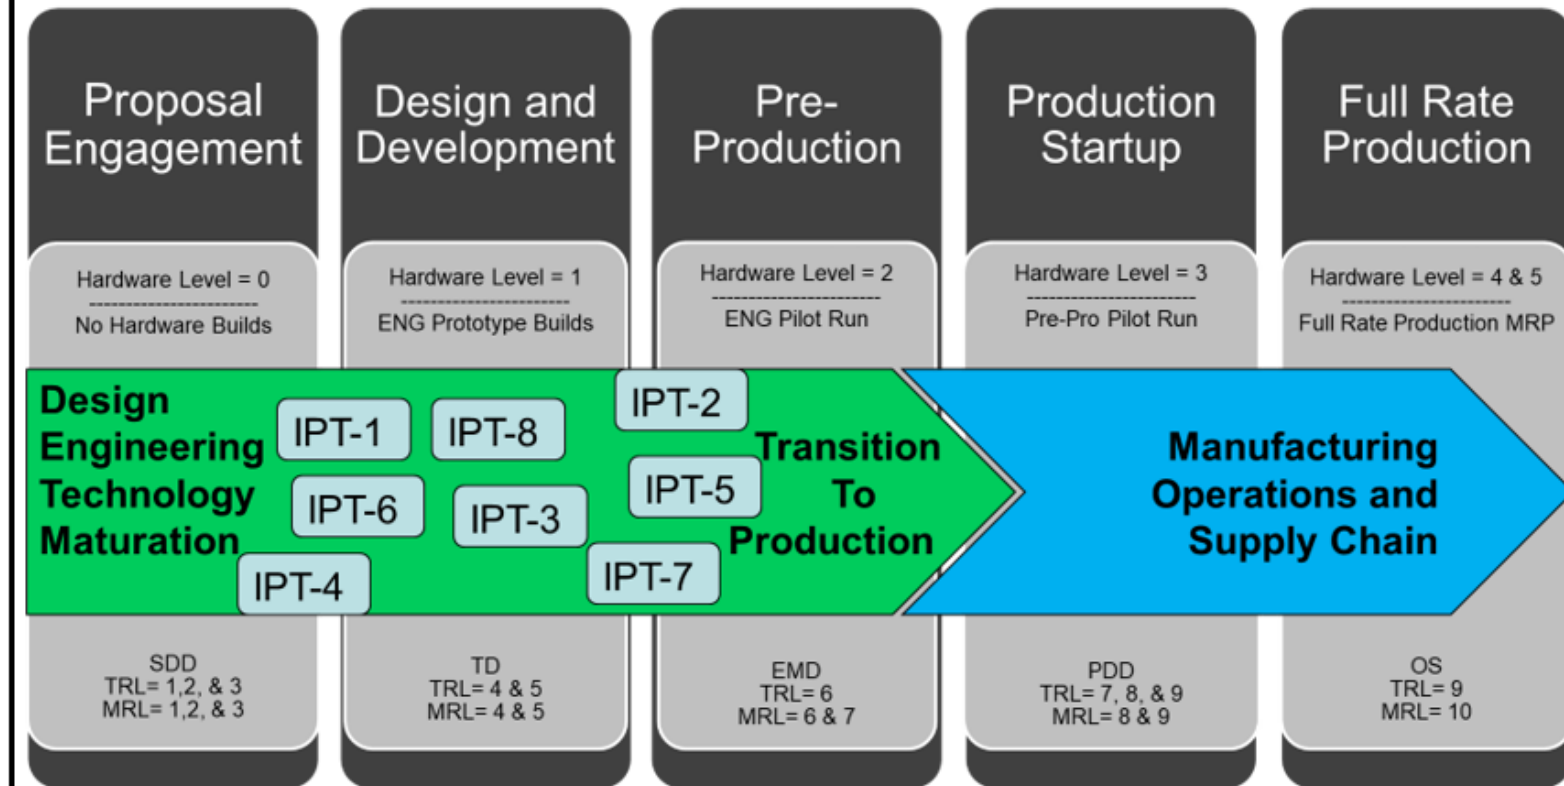 Proposal
Engagement
Design and
Development
Pre-
Production
Production
Startup
Full Rate
Production
Hardware Level = 0
-----------------------
No Hardware Builds
Hardware Level = 1
-----------------------
ENG Prototype Builds
Hardware Level = 2
-----------------------
ENG Pilot Run
Hardware Level = 3
-----------------------
Pre-Pro Pilot Run
Hardware Level = 4 & 5
-----------------------
Full Rate Production MRP
Design
Engineering
Technology
Maturation
IPT-1
IPT-8
IPT-2
IPT-6
IPT-3
IPT-5
IPT-4
IPT-7
Transition
To
Production
Manufacturing
Operations and
Supply Chain
SDD
TRL= 1,2, & 3
MRL= 1,2, & 3
TD
TRL= 4 & 5
MRL= 4 & 5
EMD
TRL= 6
MRL= 6 & 7
PDD
TRL= 7, 8, & 9
MRL= 8 & 9
OS
TRL= 9
MRL= 10